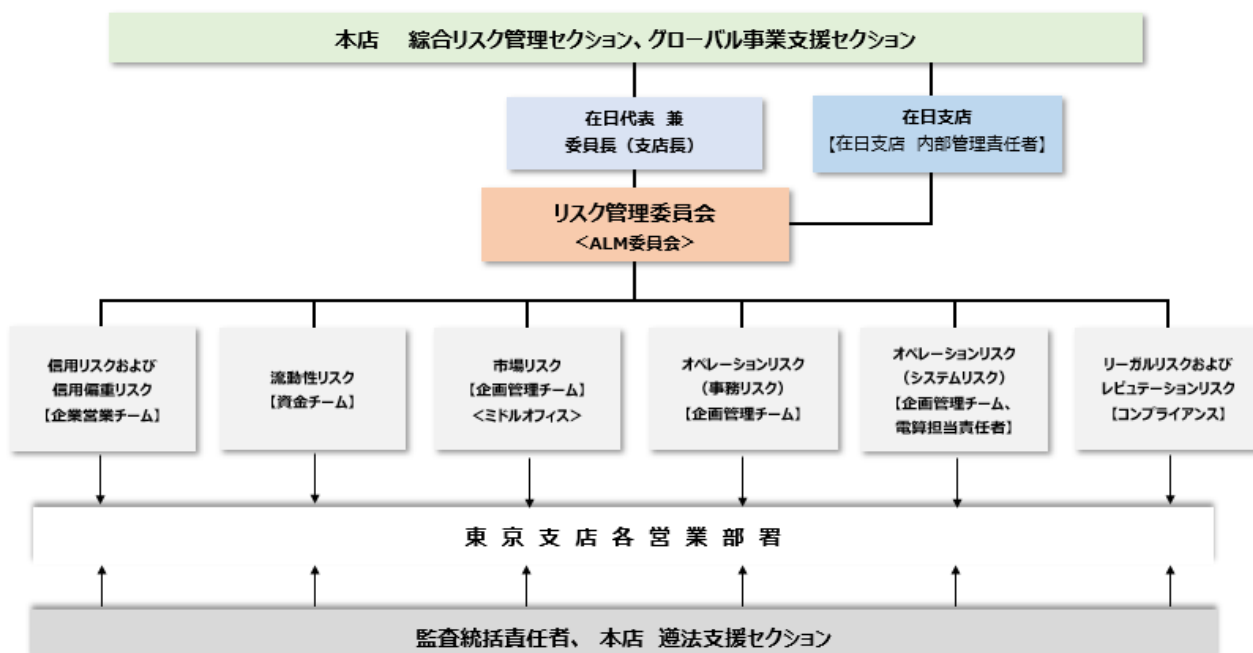 本店　綜合リスク管理セクション、グローバル事業支援セクション
在日代表 兼
委員長（支店長）
在日支店
【在日支店 内部管理責任者】
リスク管理委員会
＜ALM委員会＞
信用リスクおよび
信用偏重リスク
【企業営業チーム】
流動性リスク
【資金チーム】
市場リスク
【企画管理チーム】
＜ミドルオフィス＞
オペレーションリスク
（事務リスク）
【企画管理チーム】
オペレーションリスク
（システムリスク）
【企画管理チーム、
電算担当責任者】
リーガルリスクおよび
レピュテーションリスク
【コンプライアンス】
東 京 支 店 各 営 業 部 署
監査統括責任者、 本店 遵法支援セクション